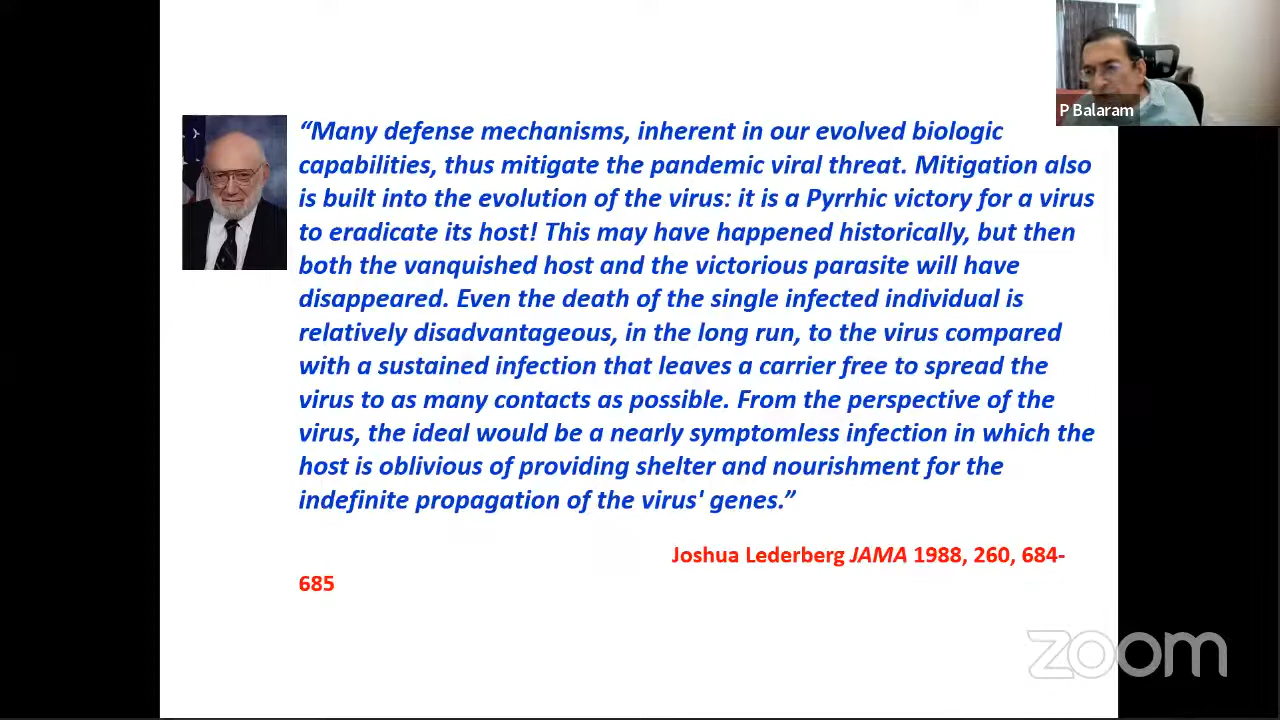 P Balaram
“Many defense mechanisms, inherent in our evolved biologic
capabilities, thus mitigate the pandemic viral threat. Mitigation also
is built into the evolution of the virus: it is a Pyrrhic victory for a virus
to eradicate its host! This may have happened historically, but then
both the vanquished host and the victorious parasite will have
disappeared. Even the death of the single infected individual is
relatively disadvantageous, in the long run, to the virus compared
with a sustained infection that leaves a carrier free to spread the
virus to as many contacts as possible. From the perspective of the
virus, the ideal would be a nearly symptomless infection in which the
host is oblivious of providing shelter and nourishment for the
indefinite propagation of the virus' genes.”
Joshua Lederberg JAMA 1988, 260, 684-
685
zoom